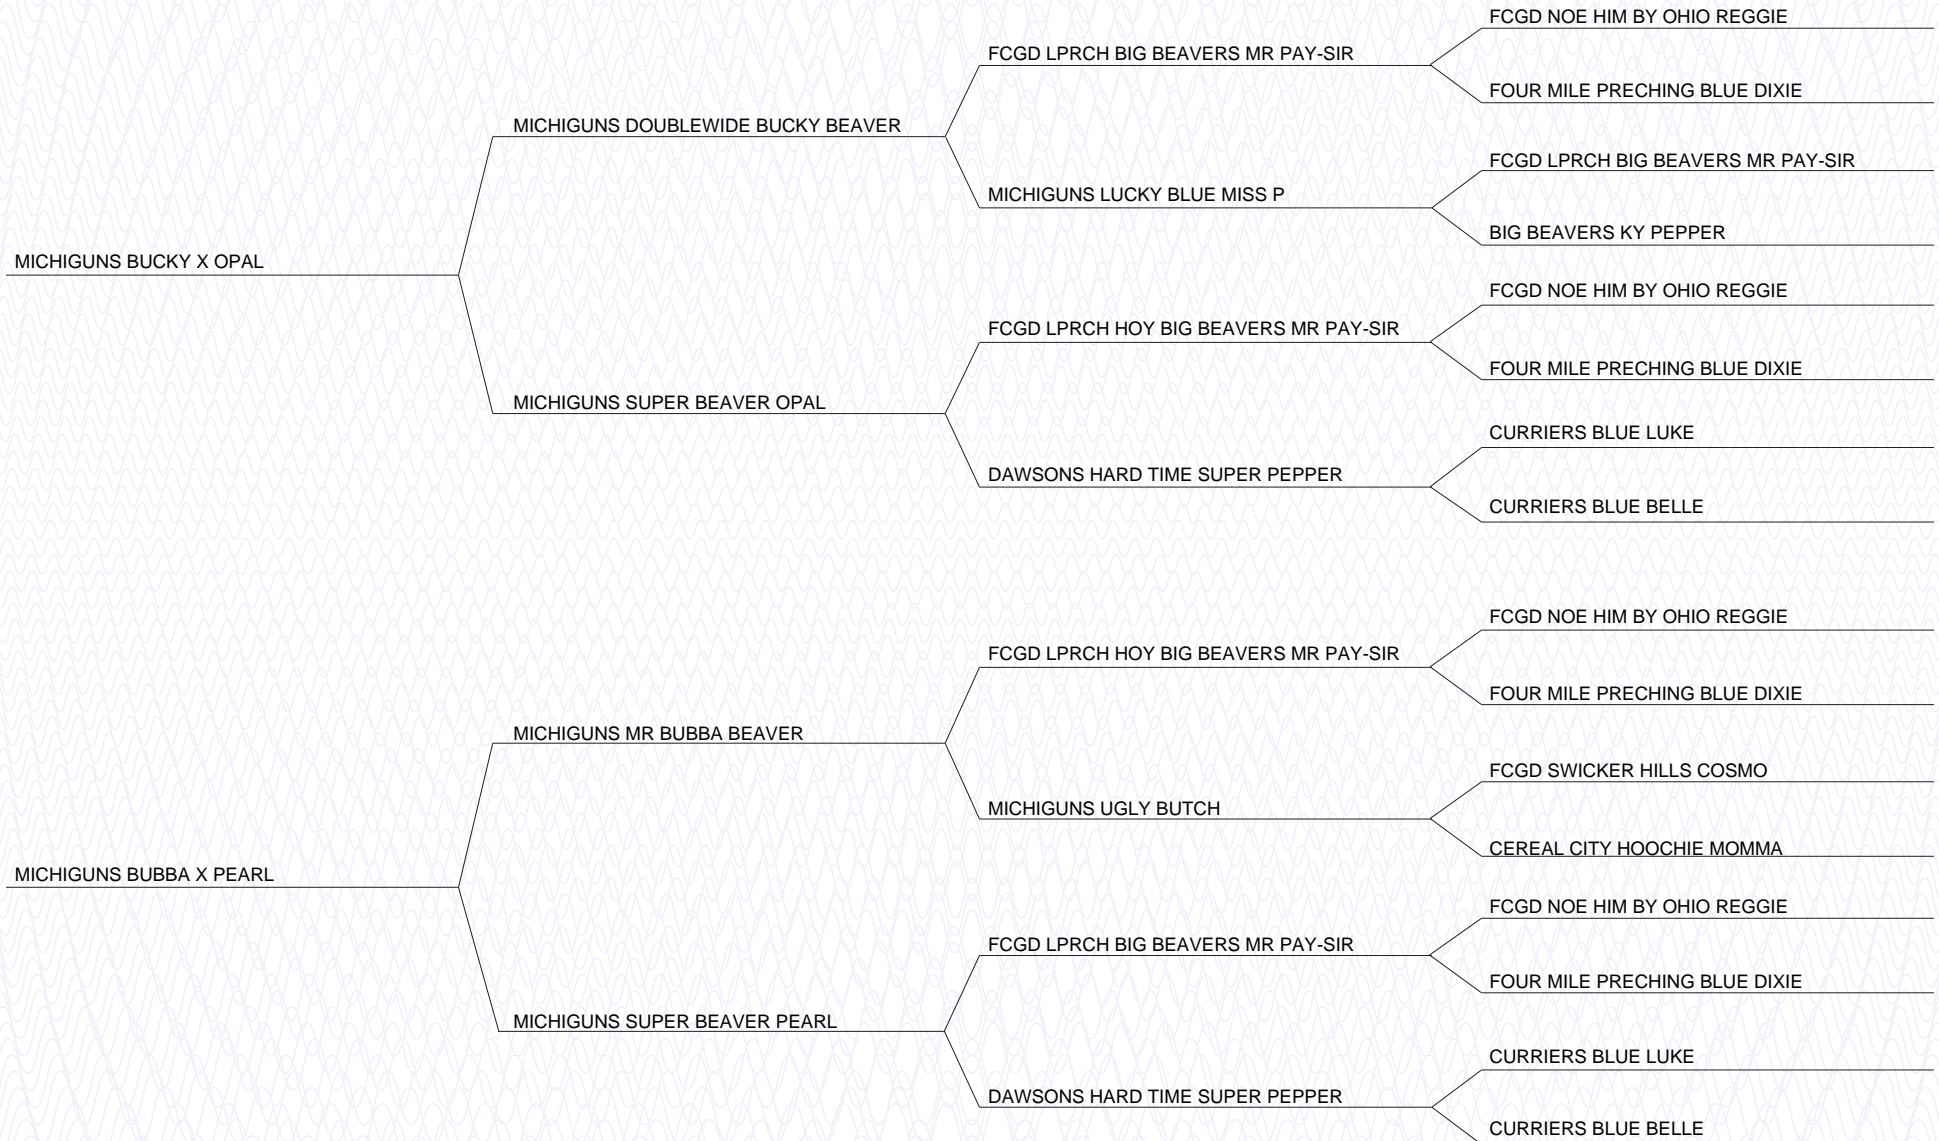 FCGD NOE HIM BY OHIO REGGIE
FCGD LPRCH BIG BEAVERS MR PAY-SIR
FOUR MILE PRECHING BLUE DIXIE
MICHIGUNS DOUBLEWIDE BUCKY BEAVER
FCGD LPRCH BIG BEAVERS MR PAY-SIR
MICHIGUNS LUCKY BLUE MISS P
BIG BEAVERS KY PEPPER
MICHIGUNS BUCKY X OPAL
FCGD NOE HIM BY OHIO REGGIE
FCGD LPRCH HOY BIG BEAVERS MR PAY-SIR
FOUR MILE PRECHING BLUE DIXIE
MICHIGUNS SUPER BEAVER OPAL
CURRIERS BLUE LUKE
DAWSONS HARD TIME SUPER PEPPER
CURRIERS BLUE BELLE
FCGD NOE HIM BY OHIO REGGIE
FCGD LPRCH HOY BIG BEAVERS MR PAY-SIR
FOUR MILE PRECHING BLUE DIXIE
MICHIGUNS MR BUBBA BEAVER
FCGD SWICKER HILLS COSMO
MICHIGUNS UGLY BUTCH
CEREAL CITY HOOCHIE MOMMA
MICHIGUNS BUBBA X PEARL
FCGD NOE HIM BY OHIO REGGIE
FCGD LPRCH BIG BEAVERS MR PAY-SIR
FOUR MILE PRECHING BLUE DIXIE
MICHIGUNS SUPER BEAVER PEARL
CURRIERS BLUE LUKE
DAWSONS HARD TIME SUPER PEPPER
CURRIERS BLUE BELLE